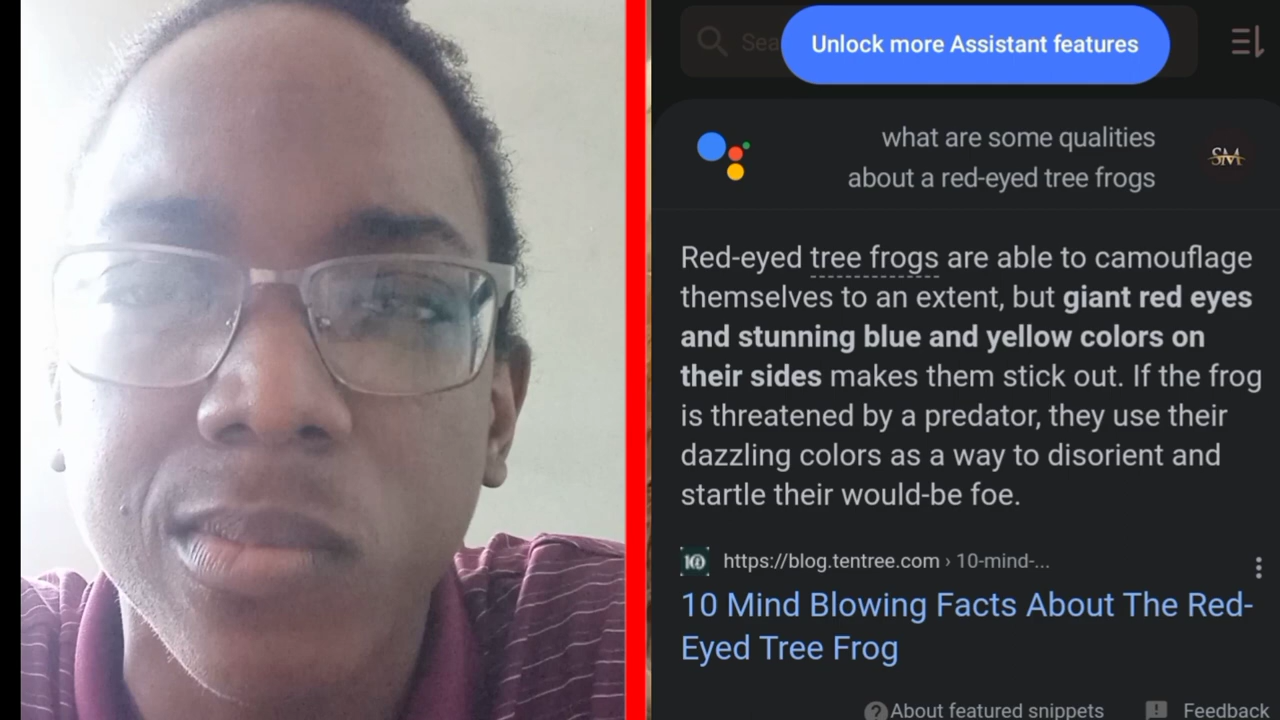 Sea
Unlock more Assistant features
what are some qualities
about a red-eyed tree frogs
SM
Red-eyed tree frogs are able to camouflage
themselves to an extent, but giant red eyes
and stunning blue and yellow colors on
their sides makes them stick out. If the frog
is threatened by a predator, they use their
dazzling colors as a way to disorient and
startle their would-be foe.
10
https://blog.tentree.com › 10-mind-...
10 Mind Blowing Facts About The Red-
Eyed Tree Frog
About featured snippets
Feedback